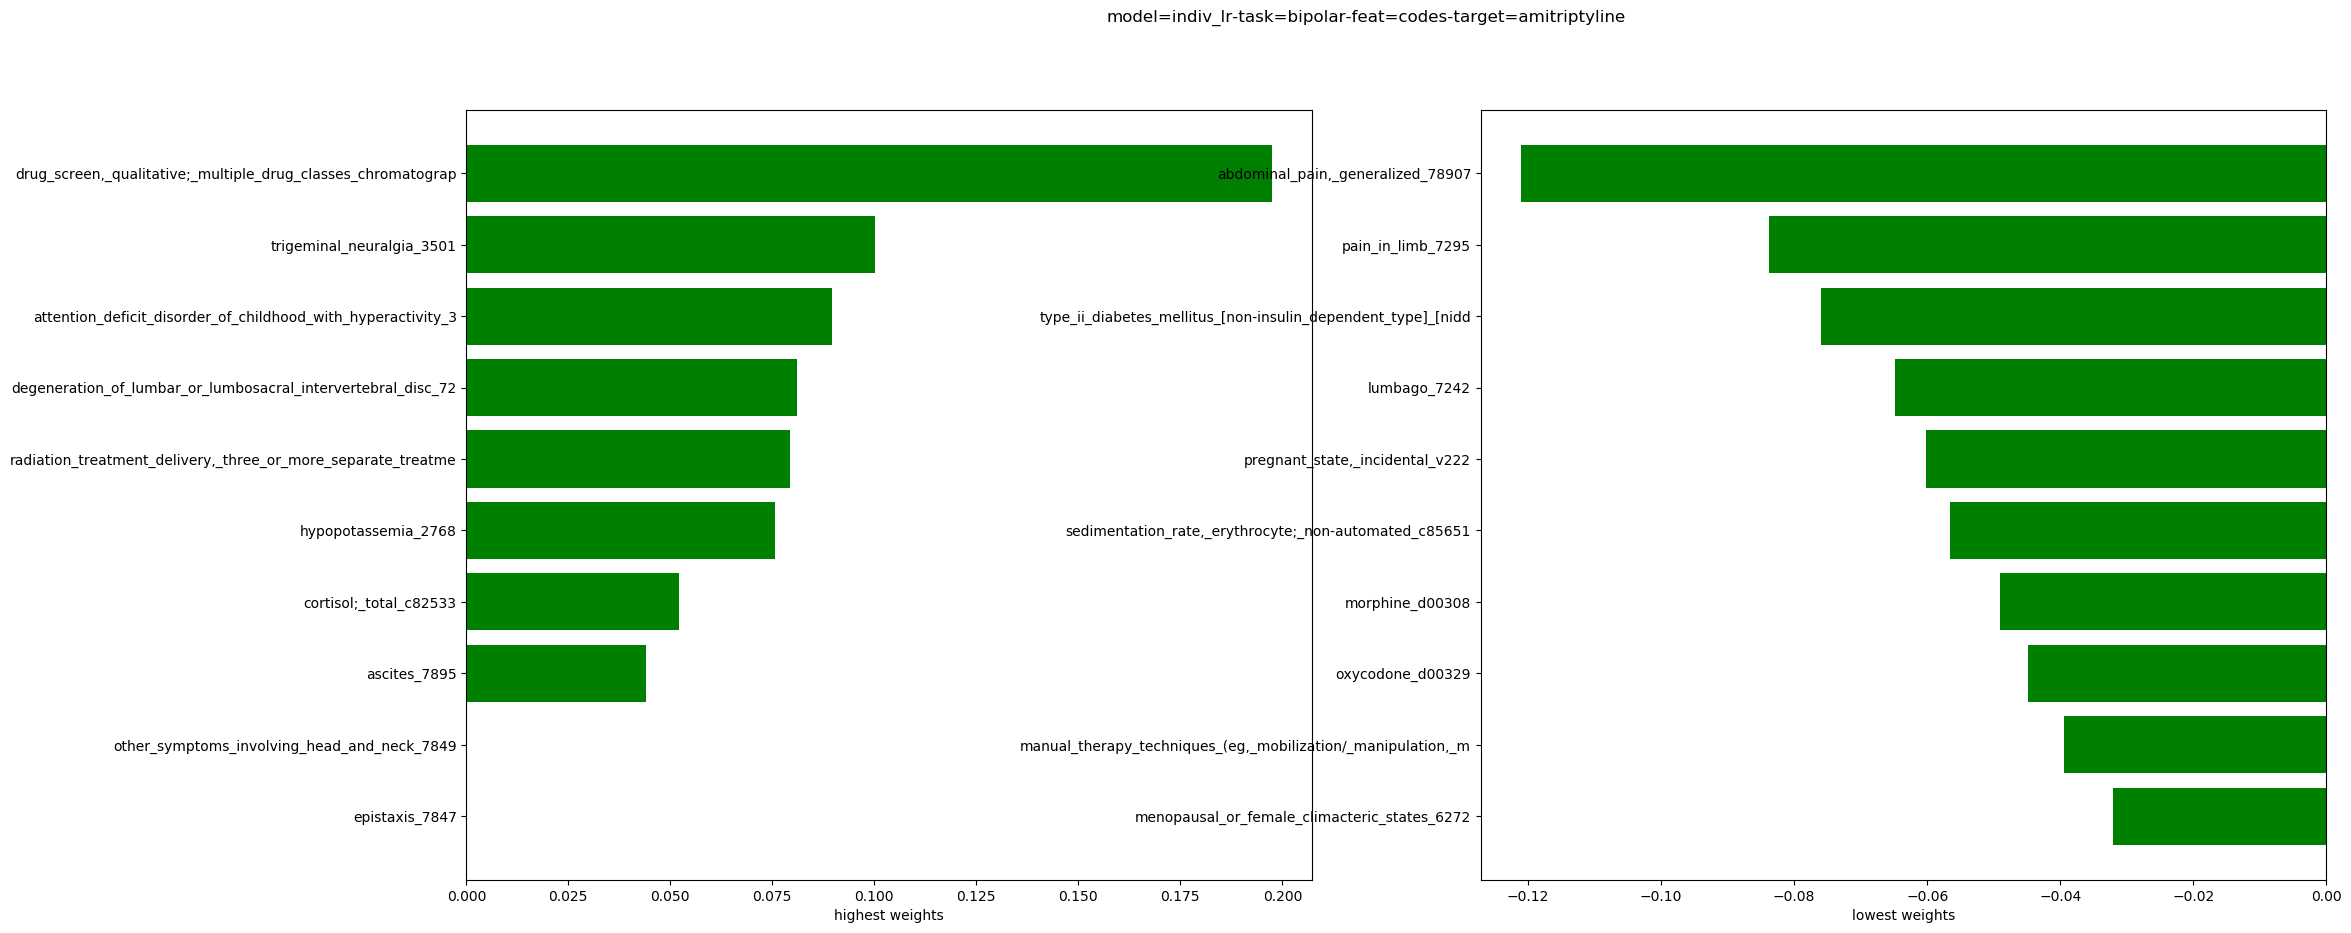 model=indiv_lr-task=bipolar-feat=codes-target=amitriptyline
drug_screen,_qualitative;_multiple_drug_classes_chromatograp
trigeminal_neuralgia_3501
attention_deficit_disorder_of_childhood_with_hyperactivity_3
degeneration_of_lumbar_or_lumbosacral_intervertebral_disc_72
radiation_treatment_delivery,_three_or_more_separate_treatme
hypopotassemia_2768
cortisol;_total_c82533
ascites_7895
other_symptoms_involving_head_and_neck_7849
epistaxis_7847
0.000 0.025 0.050 0.075 0.100 0.125 0.150 0.175 0.200
highest weights
abdominal_pain,_generalized_78907
pain_in_limb_7295
type_ii_diabetes_mellitus_[non-insulin_dependent_type]_[nidd
lumbago_7242
pregnant_state,_incidental_v222
sedimentation_rate,_erythrocyte;_non-automated_c85651
morphine_d00308
oxycodone_d00329
manual_therapy_techniques_(eg,_mobilization/_manipulation,_m
menopausal_or_female_climacteric_states_6272
−0.12 −0.10 −0.08 −0.06 −0.04 −0.02 0.00
lowest weights